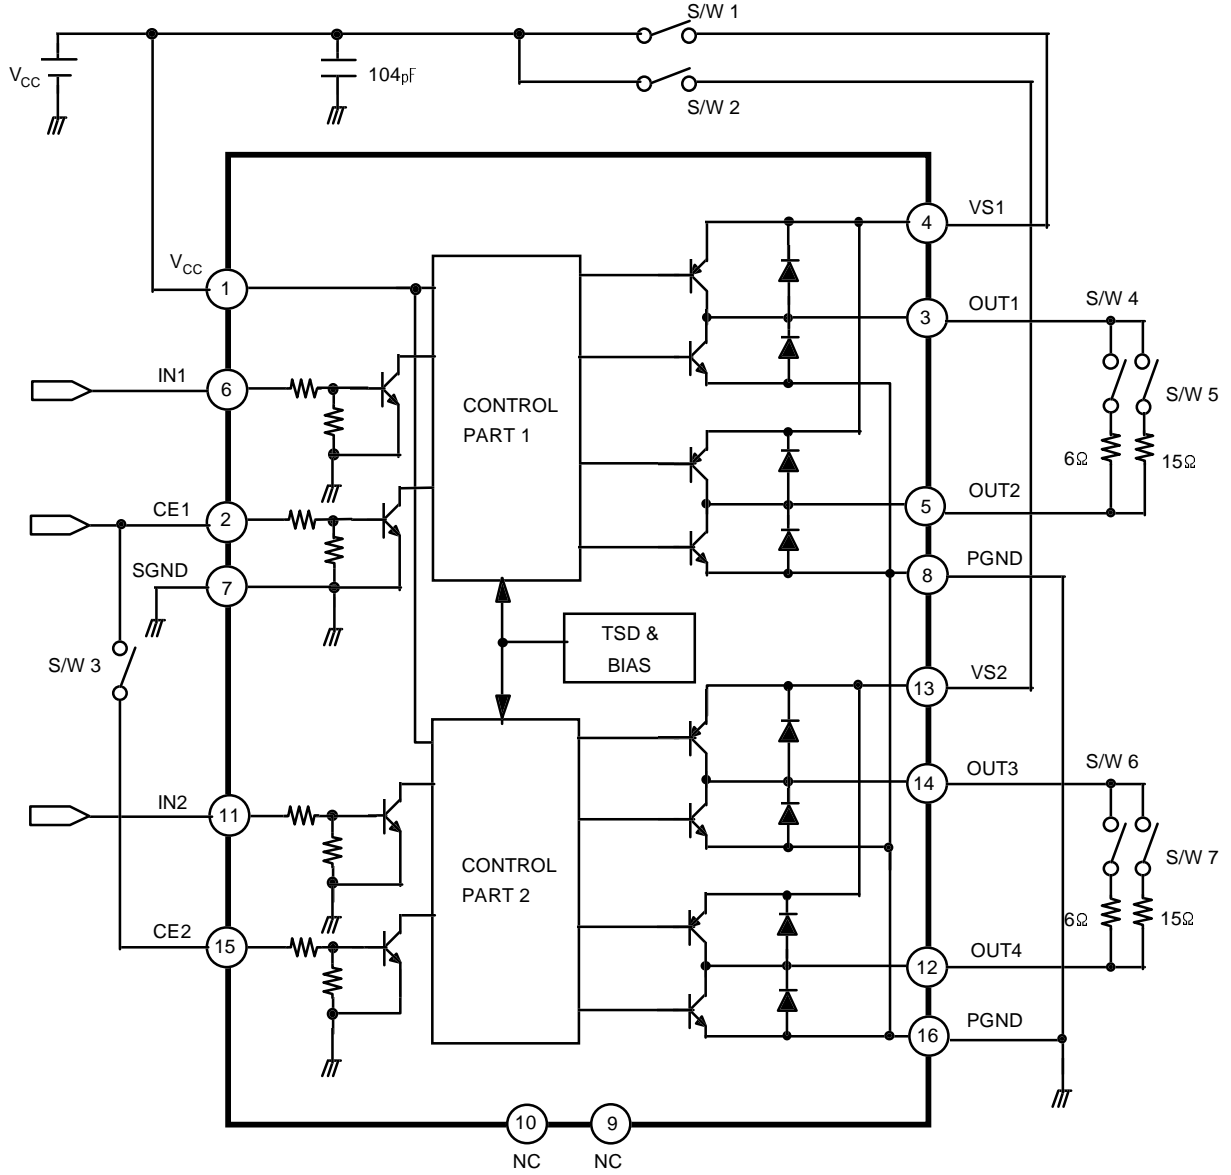 S/W 1
V_CC
104pF
S/W 2
4
VS1
V_CC
1
3
OUT1
S/W 4
IN1
6
CONTROL
PART 1
S/W 5
6Ω
15Ω
CE1
2
5
OUT2
SGND
7
8
PGND
TSD &
BIAS
S/W 3
13
VS2
14
OUT3
S/W 6
IN2
11
CONTROL
PART 2
S/W 7
6Ω
15Ω
CE2
15
12
OUT4
16
PGND
10
9
NC
NC